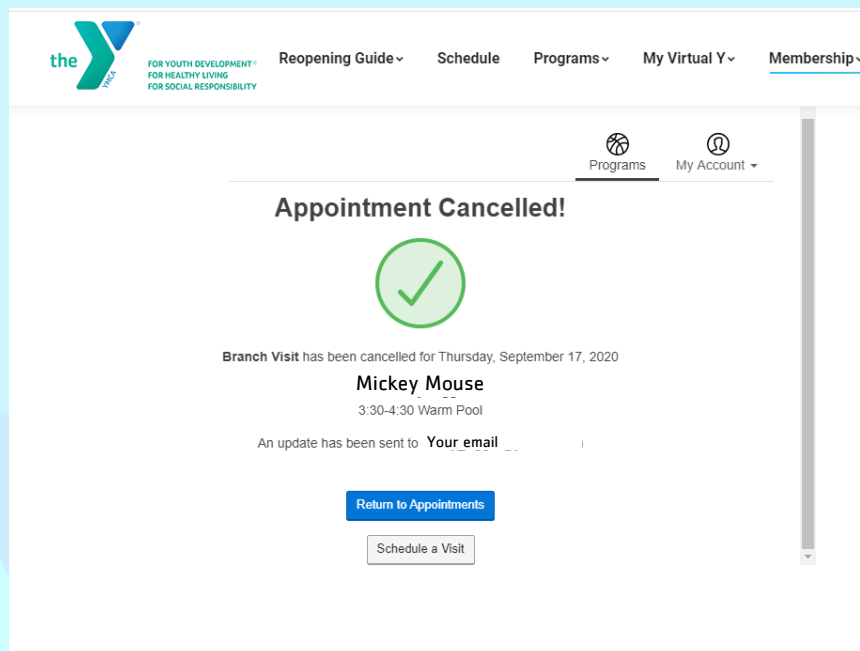 the
YMCA
FOR YOUTH DEVELOPMENT®
FOR HEALTHY LIVING
FOR SOCIAL RESPONSIBILITY
Reopening Guide Schedule Programs My Virtual Y Membership
Programs My Account
Appointment Cancelled!
Branch Visit has been cancelled for Thursday, September 17, 2020
Mickey Mouse
3:30-4:30 Warm Pool
An update has been sent to Your email
Return to Appointments
Schedule a Visit